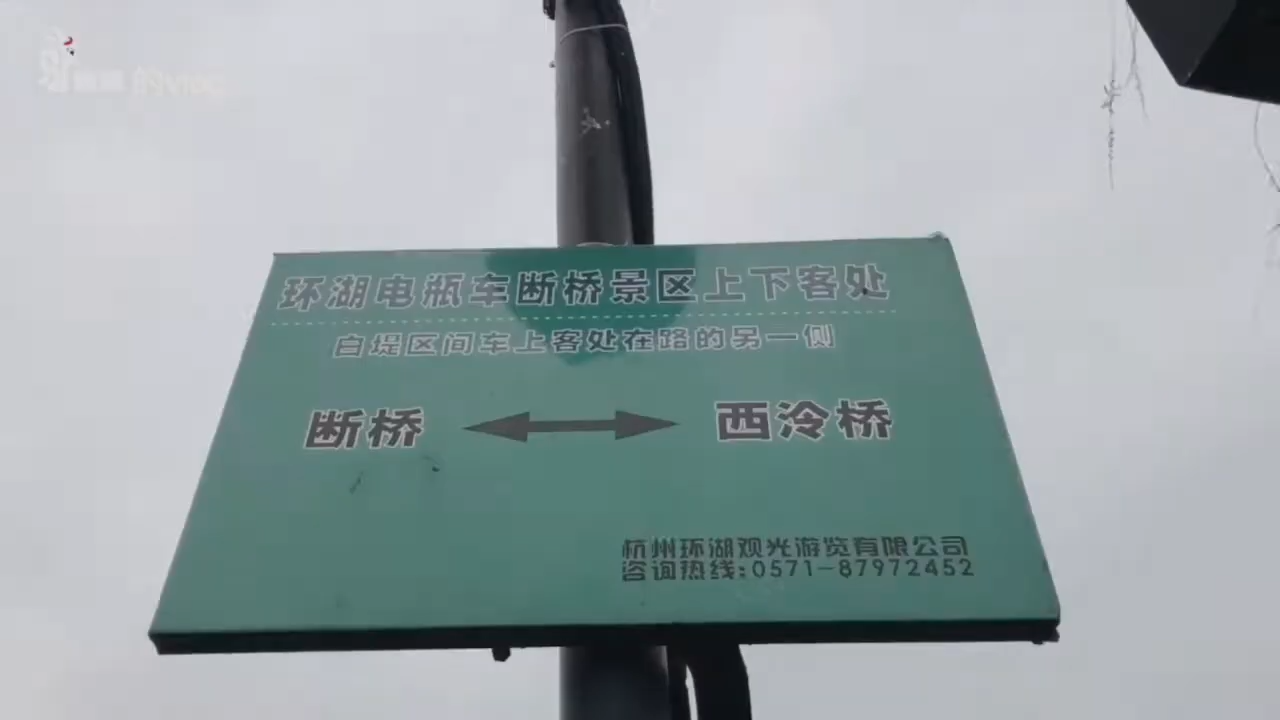 环湖电瓶车断桥景区上下客处
白堤区间车上客处在路的另一侧
断桥
西泠桥
杭州环湖观光游览有限公司
咨询热线:0571-87972452